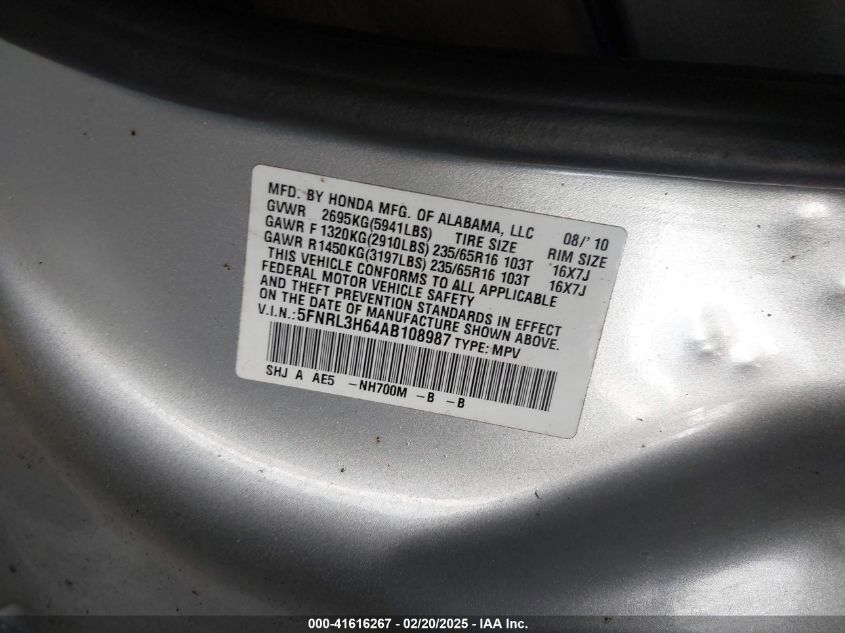 MFD. BY HONDA MFG. OF ALABAMA, LLC 08/'10
GVWR 2695KG(5941LBS) TIRE SIZE RIM SIZE
GAWR F 1320KG(2910LBS) 235/65R16 103T 16X7J
GAWR R1450KG(3197LBS) 235/65R16 103T 16X7J
THIS VEHICLE CONFORMS TO ALL APPLICABLE
FEDERAL MOTOR VEHICLE SAFETY
AND THEFT PREVENTION STANDARDS IN EFFECT
ON THE DATE OF MANUFACTURE SHOWN ABOVE.
V.I.N.:5FNRL3H64AB108987 TYPE: MPV
SHJ A AE5 -NH700M -B -B
000-41616267 - 02/20/2025 - IAA Inc.